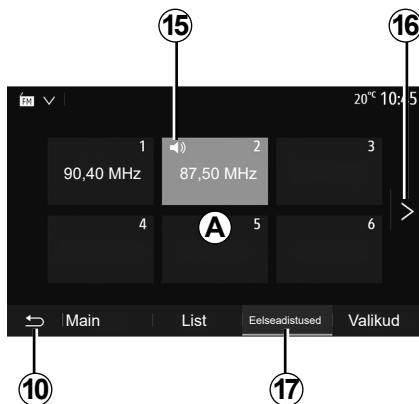 15 16
FM 20°C 10:45
1 2 3
90,40 MHz 87,50 MHz
A
4 5 6
Main List Eelseadistused Valikud
10 17